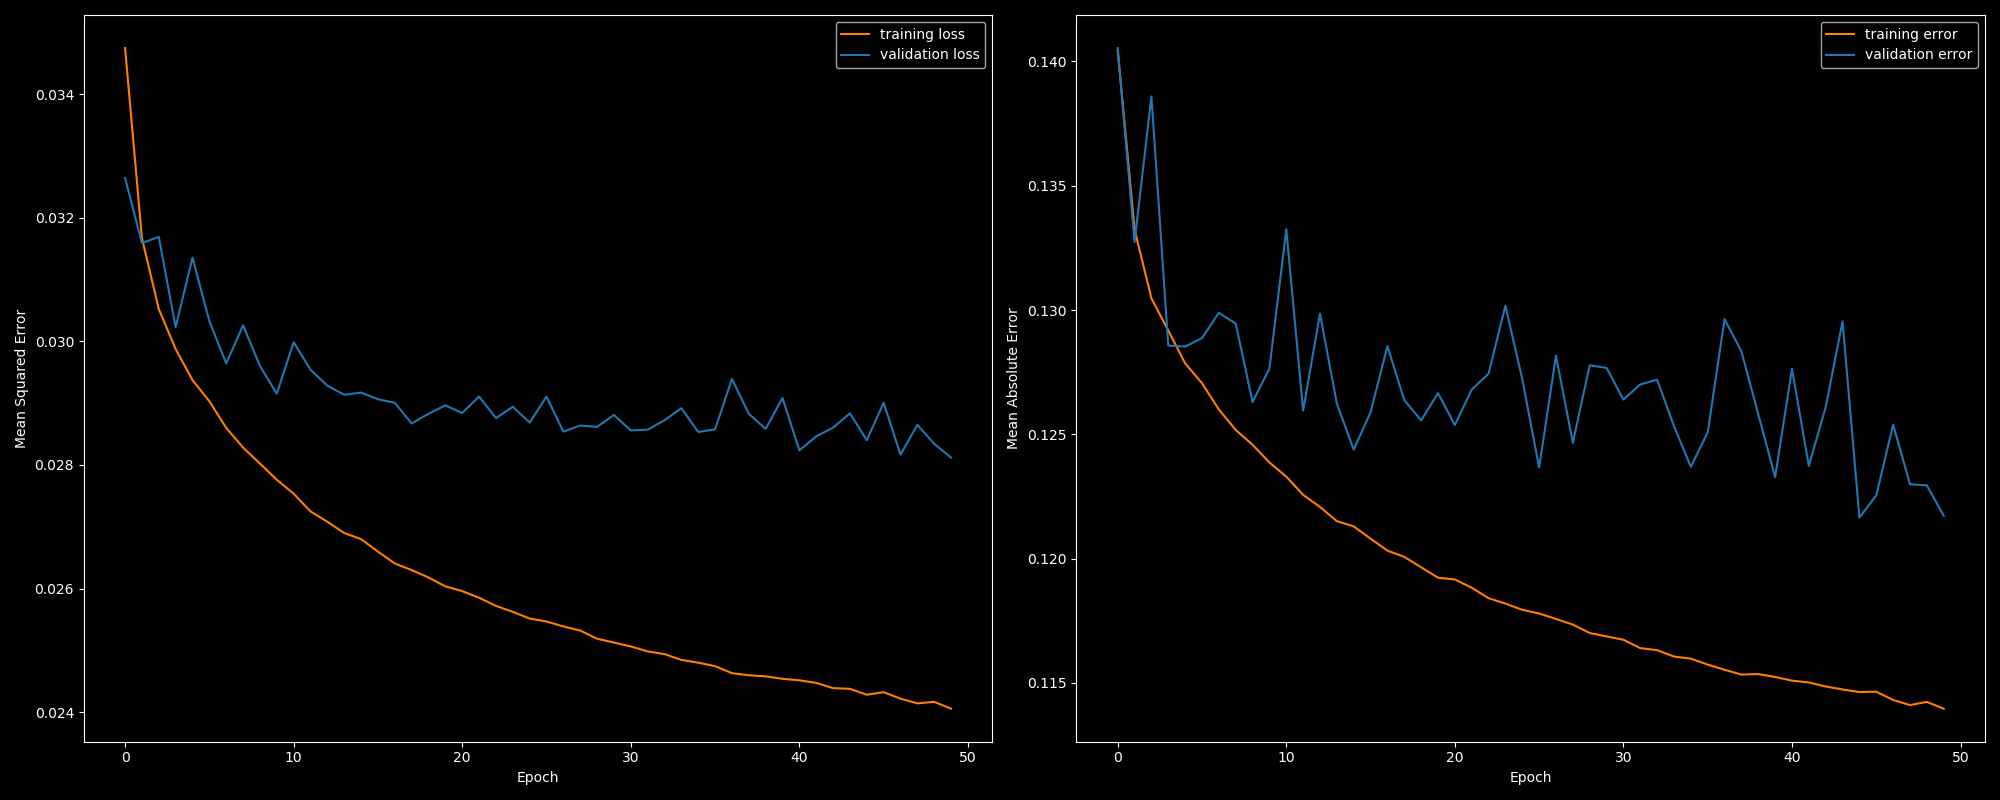 training loss
validation loss
0.034
0.032
0.030
0.028
0.026
0.024
Mean Squared Error
0 10 20 30 40 50
Epoch
training error
validation error
0.140
0.135
0.130
0.125
0.120
0.115
Mean Absolute Error
0 10 20 30 40 50
Epoch